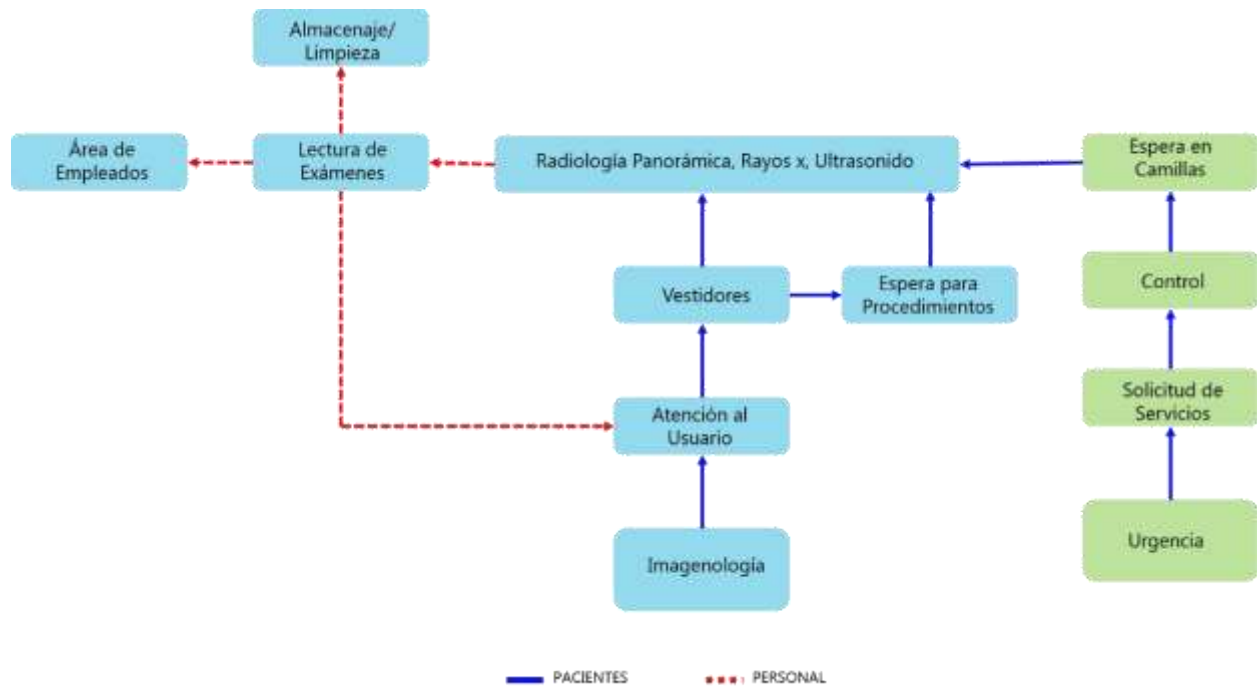 Almacenaje/
Limpieza
Área de
Empleados
Lectura de
Exámenes
Radiología Panorámica, Rayos x, Ultrasonido
Espera en
Camillas
Vestidores
Espera para
Procedimientos
Control
Atención al
Usuario
Solicitud de
Servicios
Imagenología
Urgencia
PACIENTES
PERSONAL